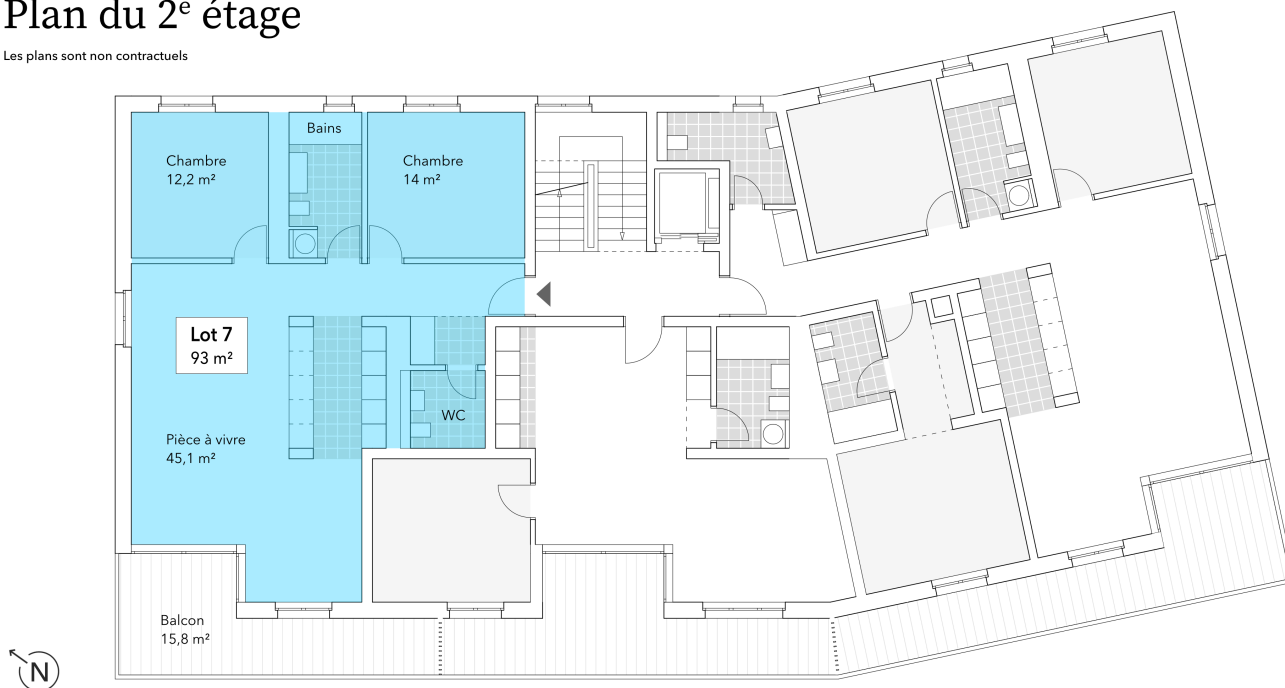 Plan du 2e étage
Les plans sont non contractuels
Bains
Chambre
12,2 m²
Chambre
14 m²
Lot 7
93 m²
WC
Pièce à vivre
45,1 m²
Balcon
15,8 m²
N